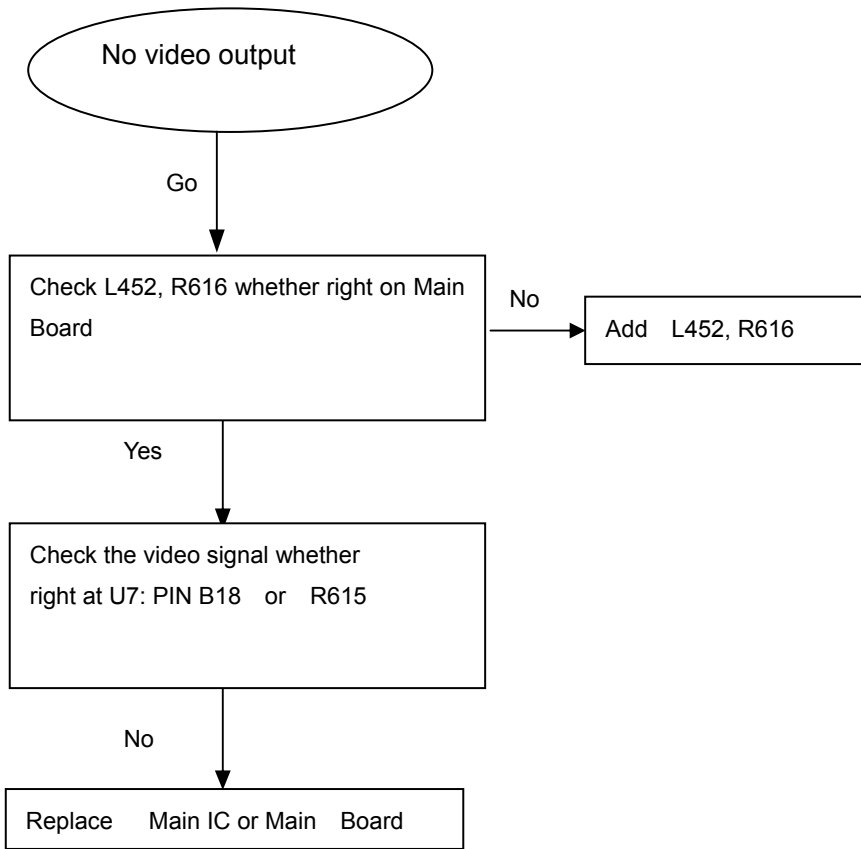 No video output
Go
Check L452, R616 whether right on Main
Board
No
Add L452, R616
Yes
Check the video signal whether
right at U7: PIN B18 or R615
No
Replace Main IC or Main Board